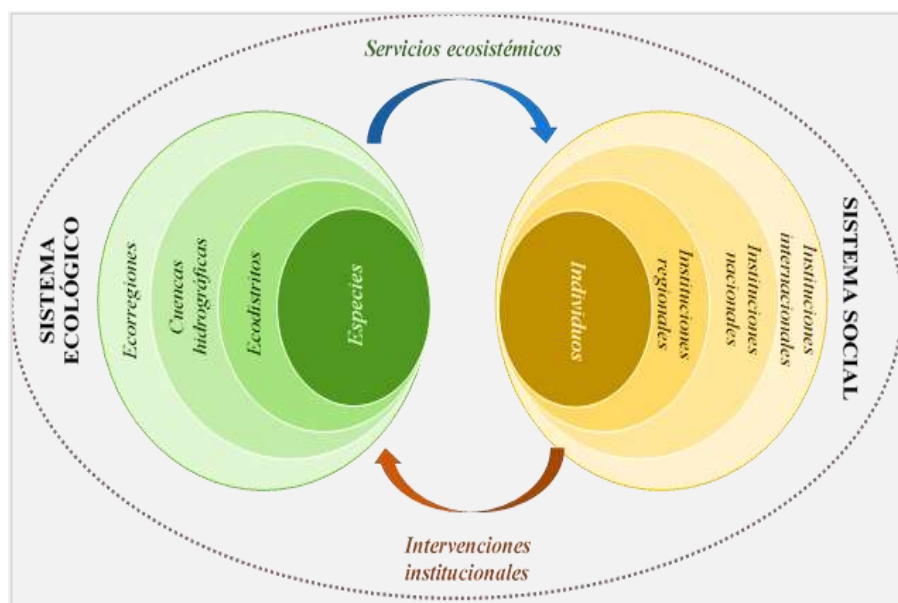 Servicios ecosistémicos
SISTEMA
ECOLÓGICO
Ecorregiones
Cuencas
hidrográficas
Ecodistritos
Especies
Individuos
Instituciones
regionales
Instituciones
nacionales
Instituciones
internacionales
SISTEMA SOCIAL
Intervenciones
institucionales